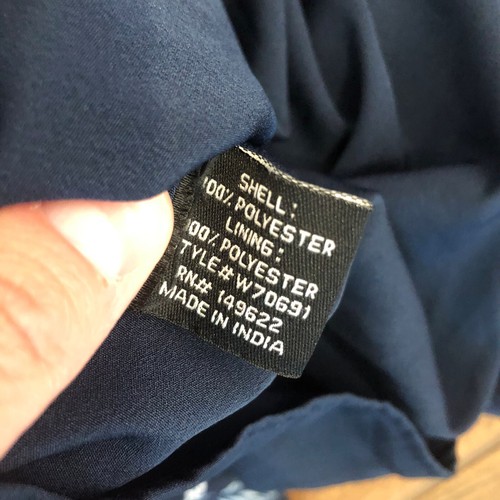 SHELL:
100% POLYESTER
LINING:
100% POLYESTER
TYLE# W70691
RN# 149622
MADE IN INDIA